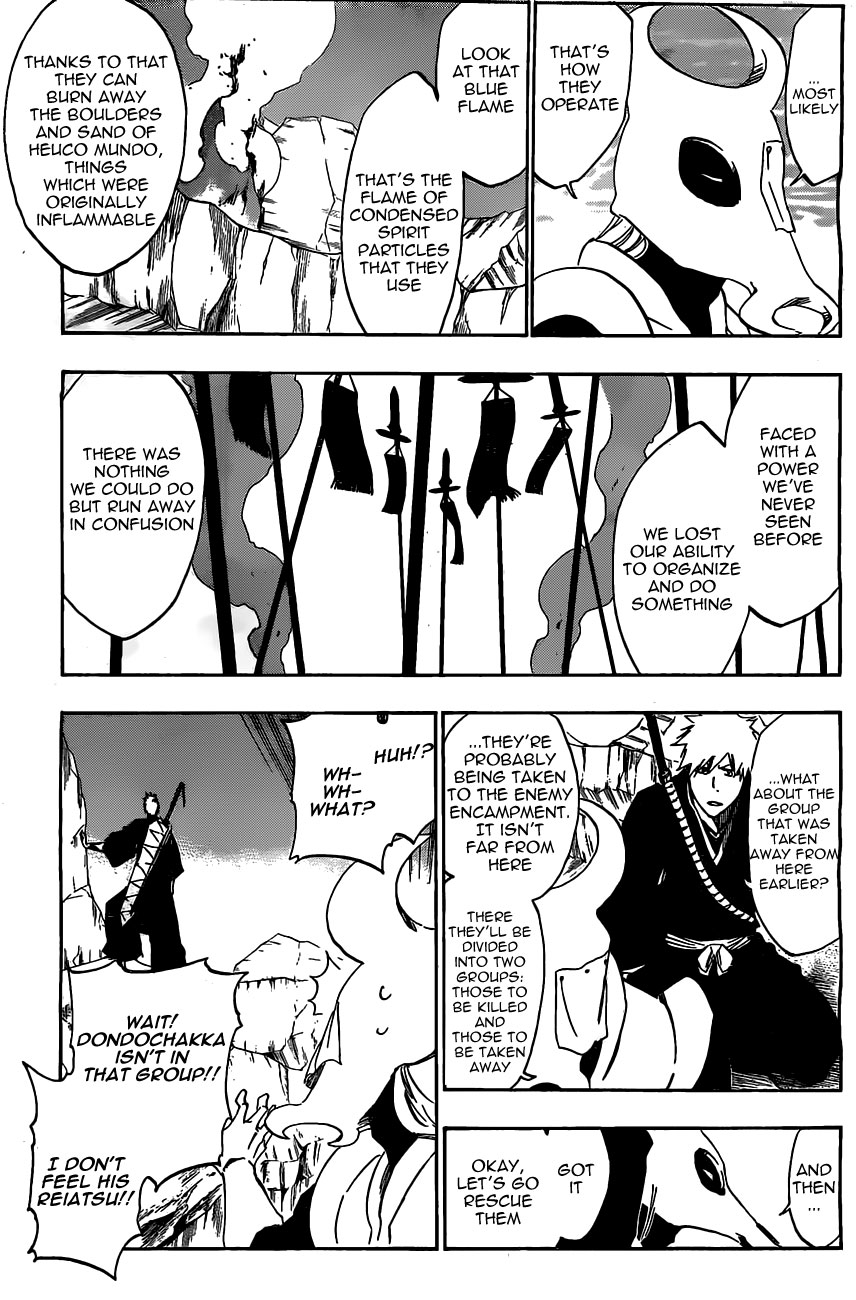 ...
MOST
LIKELY
THAT'S
HOW
THEY
OPERATE
LOOK
AT THAT
BLUE
FLAME
THAT'S THE
FLAME OF
CONDENSED
SPIRIT
PARTICLES
THAT THEY
USE
THANKS TO THAT
THEY CAN
BURN AWAY
THE BOULDERS
AND SAND OF
HEUCO MUNDO,
THINGS
WHICH WERE
ORIGINALLY
INFLAMMABLE
FACED
WITH A
POWER
WE'VE
NEVER
SEEN
BEFORE
WE LOST
OUR ABILITY
TO ORGANIZE
AND DO
SOMETHING
THERE WAS
NOTHING
WE COULD DO
BUT RUN AWAY
IN CONFUSION
...WHAT
ABOUT THE
GROUP
THAT WAS
TAKEN
AWAY FROM
HERE
EARLIER?
...THEY'RE
PROBABLY
BEING TAKEN
TO THE ENEMY
ENCAMPMENT.
IT ISN'T
FAR FROM
HERE
THERE
THEY'LL BE
DIVIDED
INTO TWO
GROUPS:
THOSE TO
BE KILLED
AND
THOSE TO
BE TAKEN
AWAY
AND
THEN
...
GOT
IT
OKAY,
LET'S GO
RESCUE
THEM
HUH!?
WH-
WH-
WHAT?
WAIT!
DONDOCHAKKA
ISN'T IN
THAT GROUP!!
I DON'T
FEEL HIS
REIATSU!!